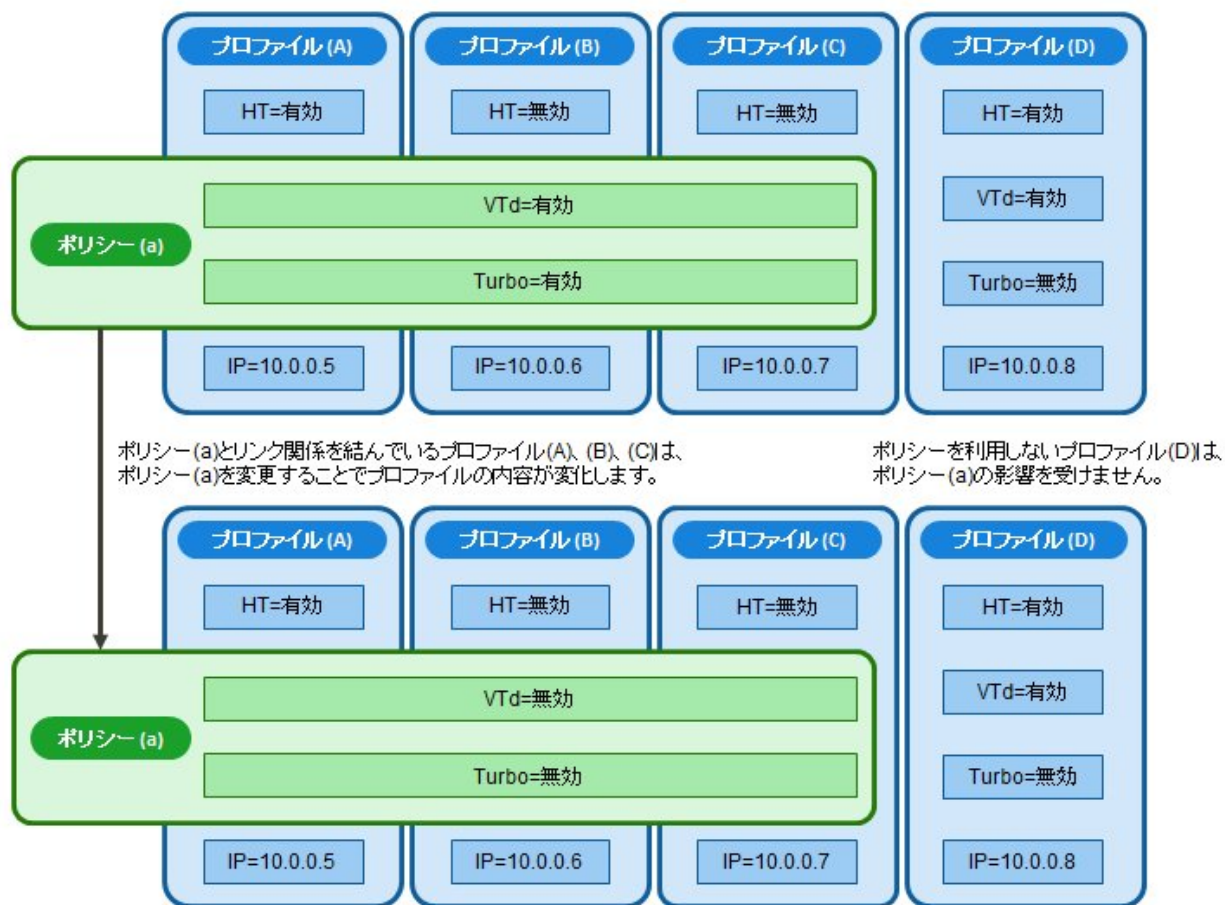 プロファイル(A)
プロファイル(B)
プロファイル(C)
プロファイル(D)
HT=有効
HT=無効
HT=無効
HT=有効
ポリシー(a)
VTd=有効
VTd=有効
Turbo=有効
Turbo=無効
IP=10.0.0.5
IP=10.0.0.6
IP=10.0.0.7
IP=10.0.0.8
ポリシー(a)とリンク関係を結んでいるプロファイル(A)、(B)、(C)は、
ポリシー(a)を変更することでプロファイルの内容が変化します。
ポリシーを利用しないプロファイル(D)は、
ポリシー(a)の影響を受けません。
プロファイル(A)
プロファイル(B)
プロファイル(C)
プロファイル(D)
HT=有効
HT=無効
HT=無効
HT=有効
ポリシー(a)
VTd=無効
VTd=有効
Turbo=無効
Turbo=無効
IP=10.0.0.5
IP=10.0.0.6
IP=10.0.0.7
IP=10.0.0.8